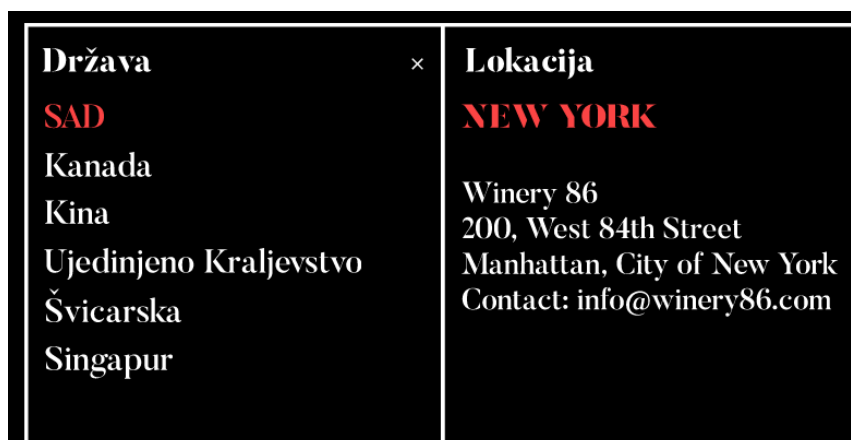 Država
×
SAD
Kanada
Kina
Ujedinjeno Kraljevstvo
Švicarska
Singapur
Lokacija
NEW YORK
Winery 86
200, West 84th Street
Manhattan, City of New York
Contact: info@winery86.com